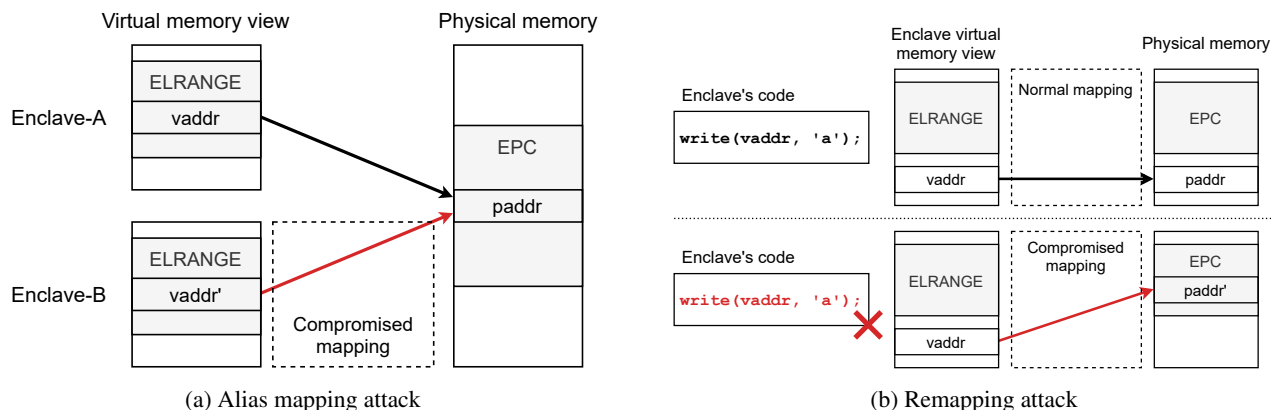 Virtual memory view
Physical memory
Enclave-A
ELRANGE
vaddr
EPC
paddr
Enclave-B
ELRANGE
vaddr'
Compromised
mapping
(a) Alias mapping attack
Enclave virtual
memory view
Physical memory
Enclave's code
write(vaddr, 'a');
ELRANGE
vaddr
Normal mapping
EPC
paddr
Enclave's code
write(vaddr, 'a');
ELRANGE
vaddr
Compromised
mapping
EPC
paddr'
(b) Remapping attack